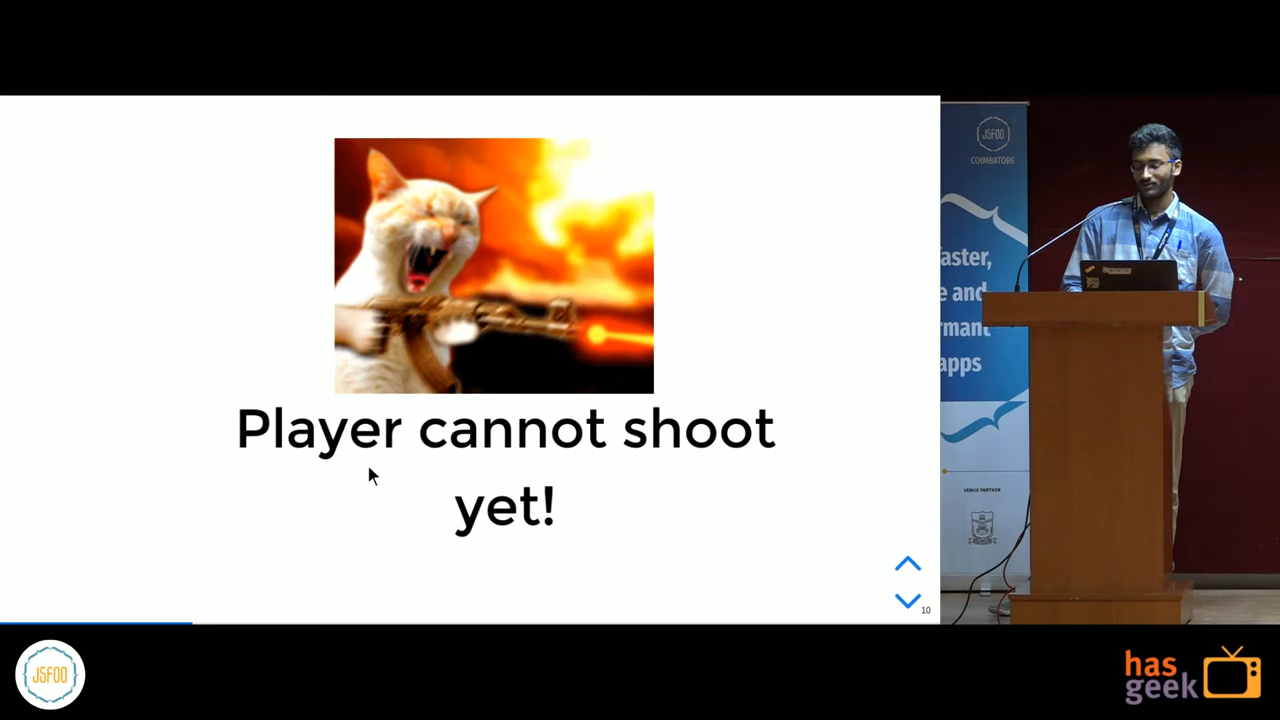 Player cannot shoot
yet!
10
JSFOO
COIMBATORE
aster,
e and
rmant
apps
VENUE PARTNER
JSFOO
has
geek